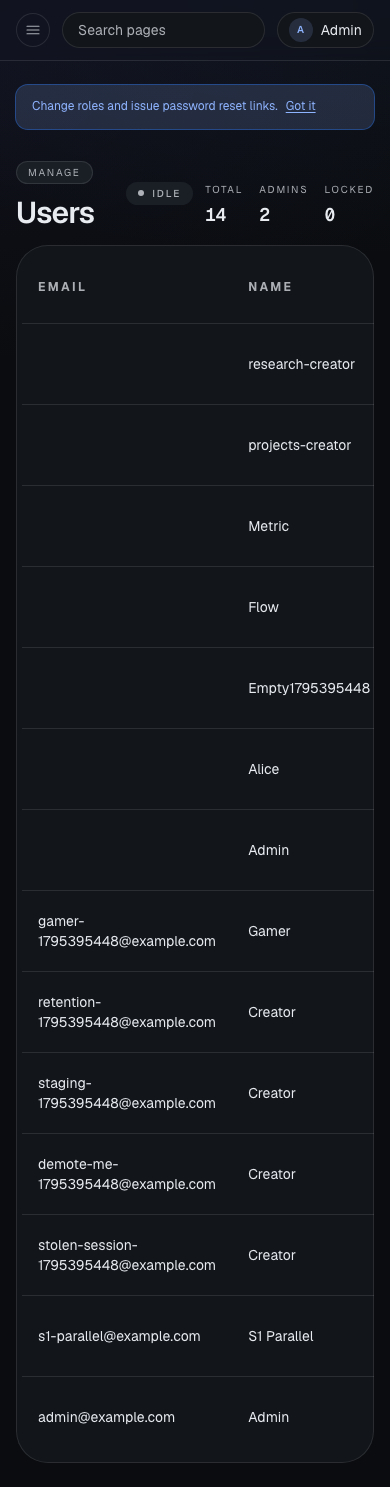 Search pages
A
Admin
Change roles and issue password reset links. Got it
MANAGE
Users
IDLE
TOTAL
14
ADMINS
2
LOCKED
0
EMAIL NAME
research-creator
projects-creator
Metric
Flow
Empty1795395448
Alice
Admin
gamer-
1795395448@example.com
Gamer
retention-
1795395448@example.com
Creator
staging-
1795395448@example.com
Creator
demote-me-
1795395448@example.com
Creator
stolen-session-
1795395448@example.com
Creator
s1-parallel@example.com S1 Parallel
admin@example.com Admin